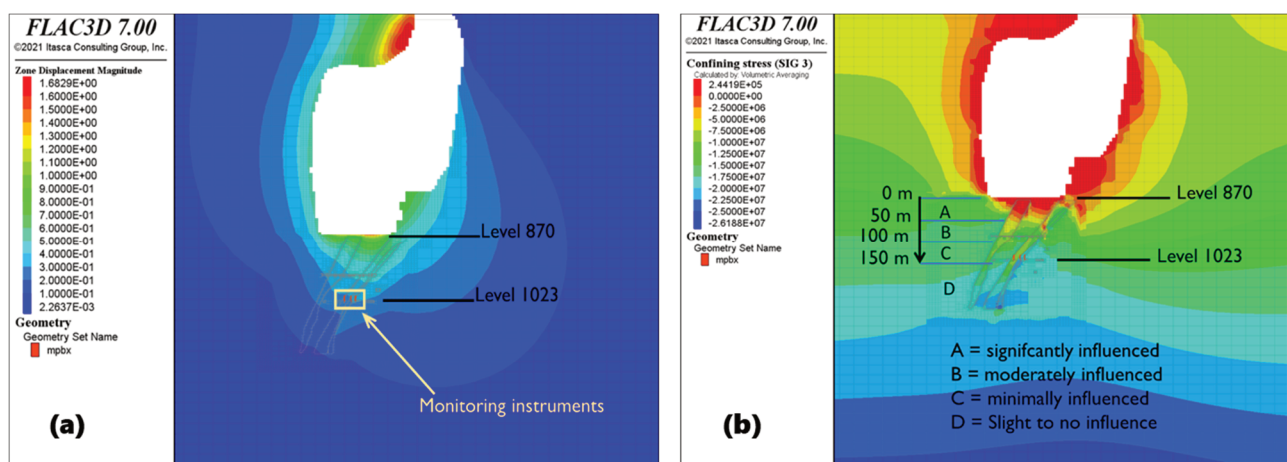 FLAC3D 7.00
©2021 Itasca Consulting Group, Inc.
Zone Displacement Magnitude
1.6829E+00
1.6000E+00
1.5000E+00
1.4000E+00
1.3000E+00
1.2000E+00
1.1000E+00
1.0000E+00
9.0000E-01
8.0000E-01
7.0000E-01
6.0000E-01
5.0000E-01
4.0000E-01
3.0000E-01
2.0000E-01
1.0000E-01
2.2637E-03
Geometry
Geometry Set Name
mpbx
Level 870
Level 1023
Monitoring instruments
(a)
FLAC3D 7.00
©2021 Itasca Consulting Group, Inc.
Confining stress (SIG 3)
Calculated by: Volumetric Averaging
2.4419E+05
0.0000E+00
-2.5000E+06
-5.0000E+06
-7.5000E+06
-1.0000E+07
-1.2500E+07
-1.5000E+07
-1.7500E+07
-2.0000E+07
-2.2500E+07
-2.5000E+07
-2.6188E+07
Geometry
Geometry Set Name
mpbx
0 m
50 m
100 m
150 m
A
B
C
D
Level 870
Level 1023
A = signifcantly influenced
B = moderately influenced
C = minimally influenced
D = Slight to no influence
(b)